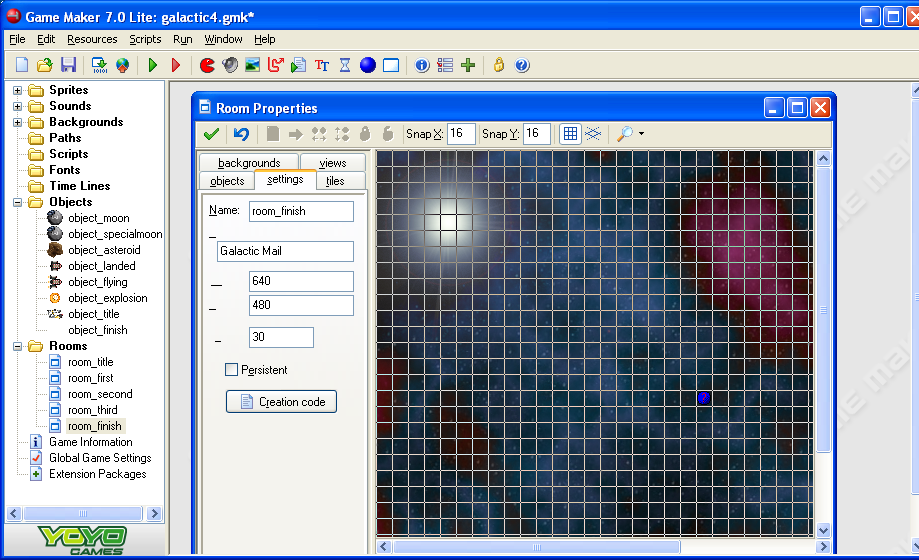 Game Maker 7.0 Lite: galactic4.gmk*
File Edit Resources Scripts Run Window Help
Sprites
Sounds
Backgrounds
Paths
Scripts
Fonts
Time Lines
Objects
object_moon
object_specialmoon
object_asteroid
object_landed
object_flying
object_explosion
object_title
object_finish
Rooms
room_title
room_first
room_second
room_third
room_finish
Game Information
Global Game Settings
Extension Packages
YOYO
GAMES
Room Properties
Snap X: 16 Snap Y: 16
backgrounds views
objects settings tiles
Name: room_finish
Galactic Mail
640
480
30
Persistent
Creation code